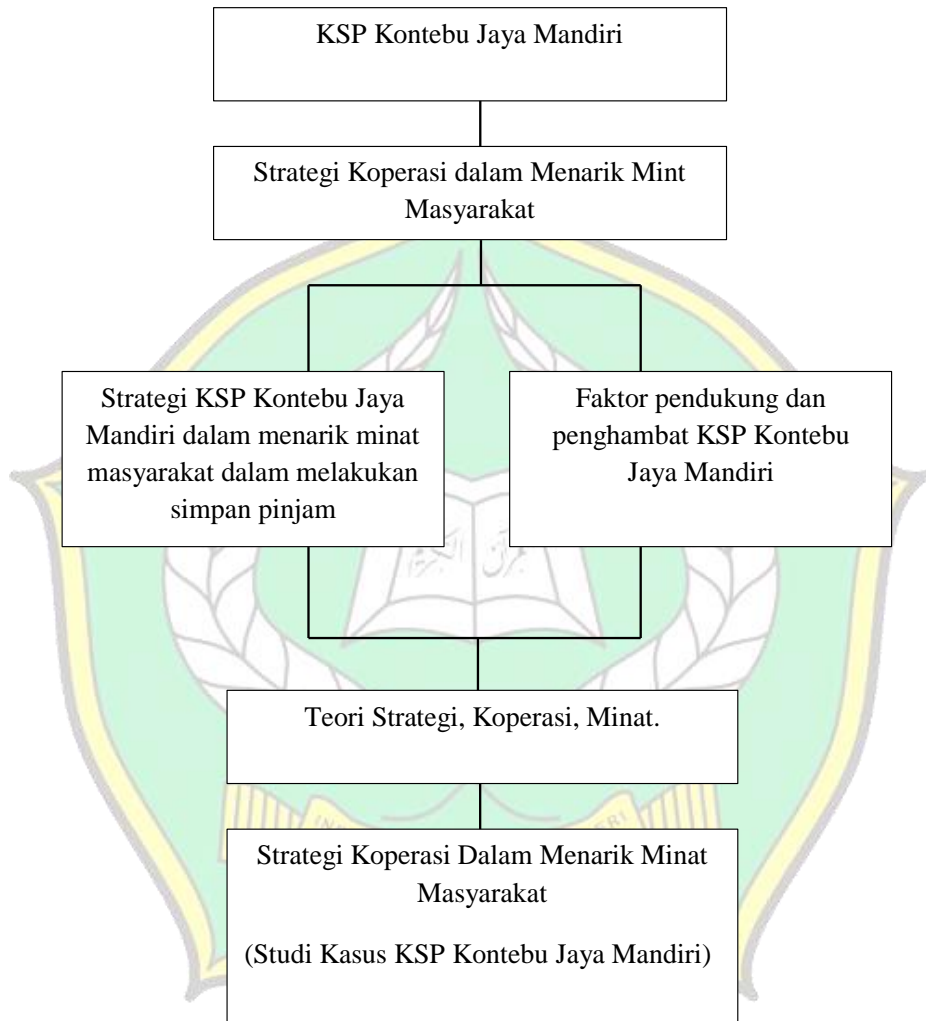 KSP Kontebu Jaya Mandiri
Strategi Koperasi dalam Menarik Mint
Masyarakat
Strategi KSP Kontebu Jaya
Mandiri dalam menarik minat
masyarakat dalam melakukan
simpan pinjam
Faktor pendukung dan
penghambat KSP Kontebu
Jaya Mandiri
Teori Strategi, Koperasi, Minat.
Strategi Koperasi Dalam Menarik Minat
Masyarakat
(Studi Kasus KSP Kontebu Jaya Mandiri)